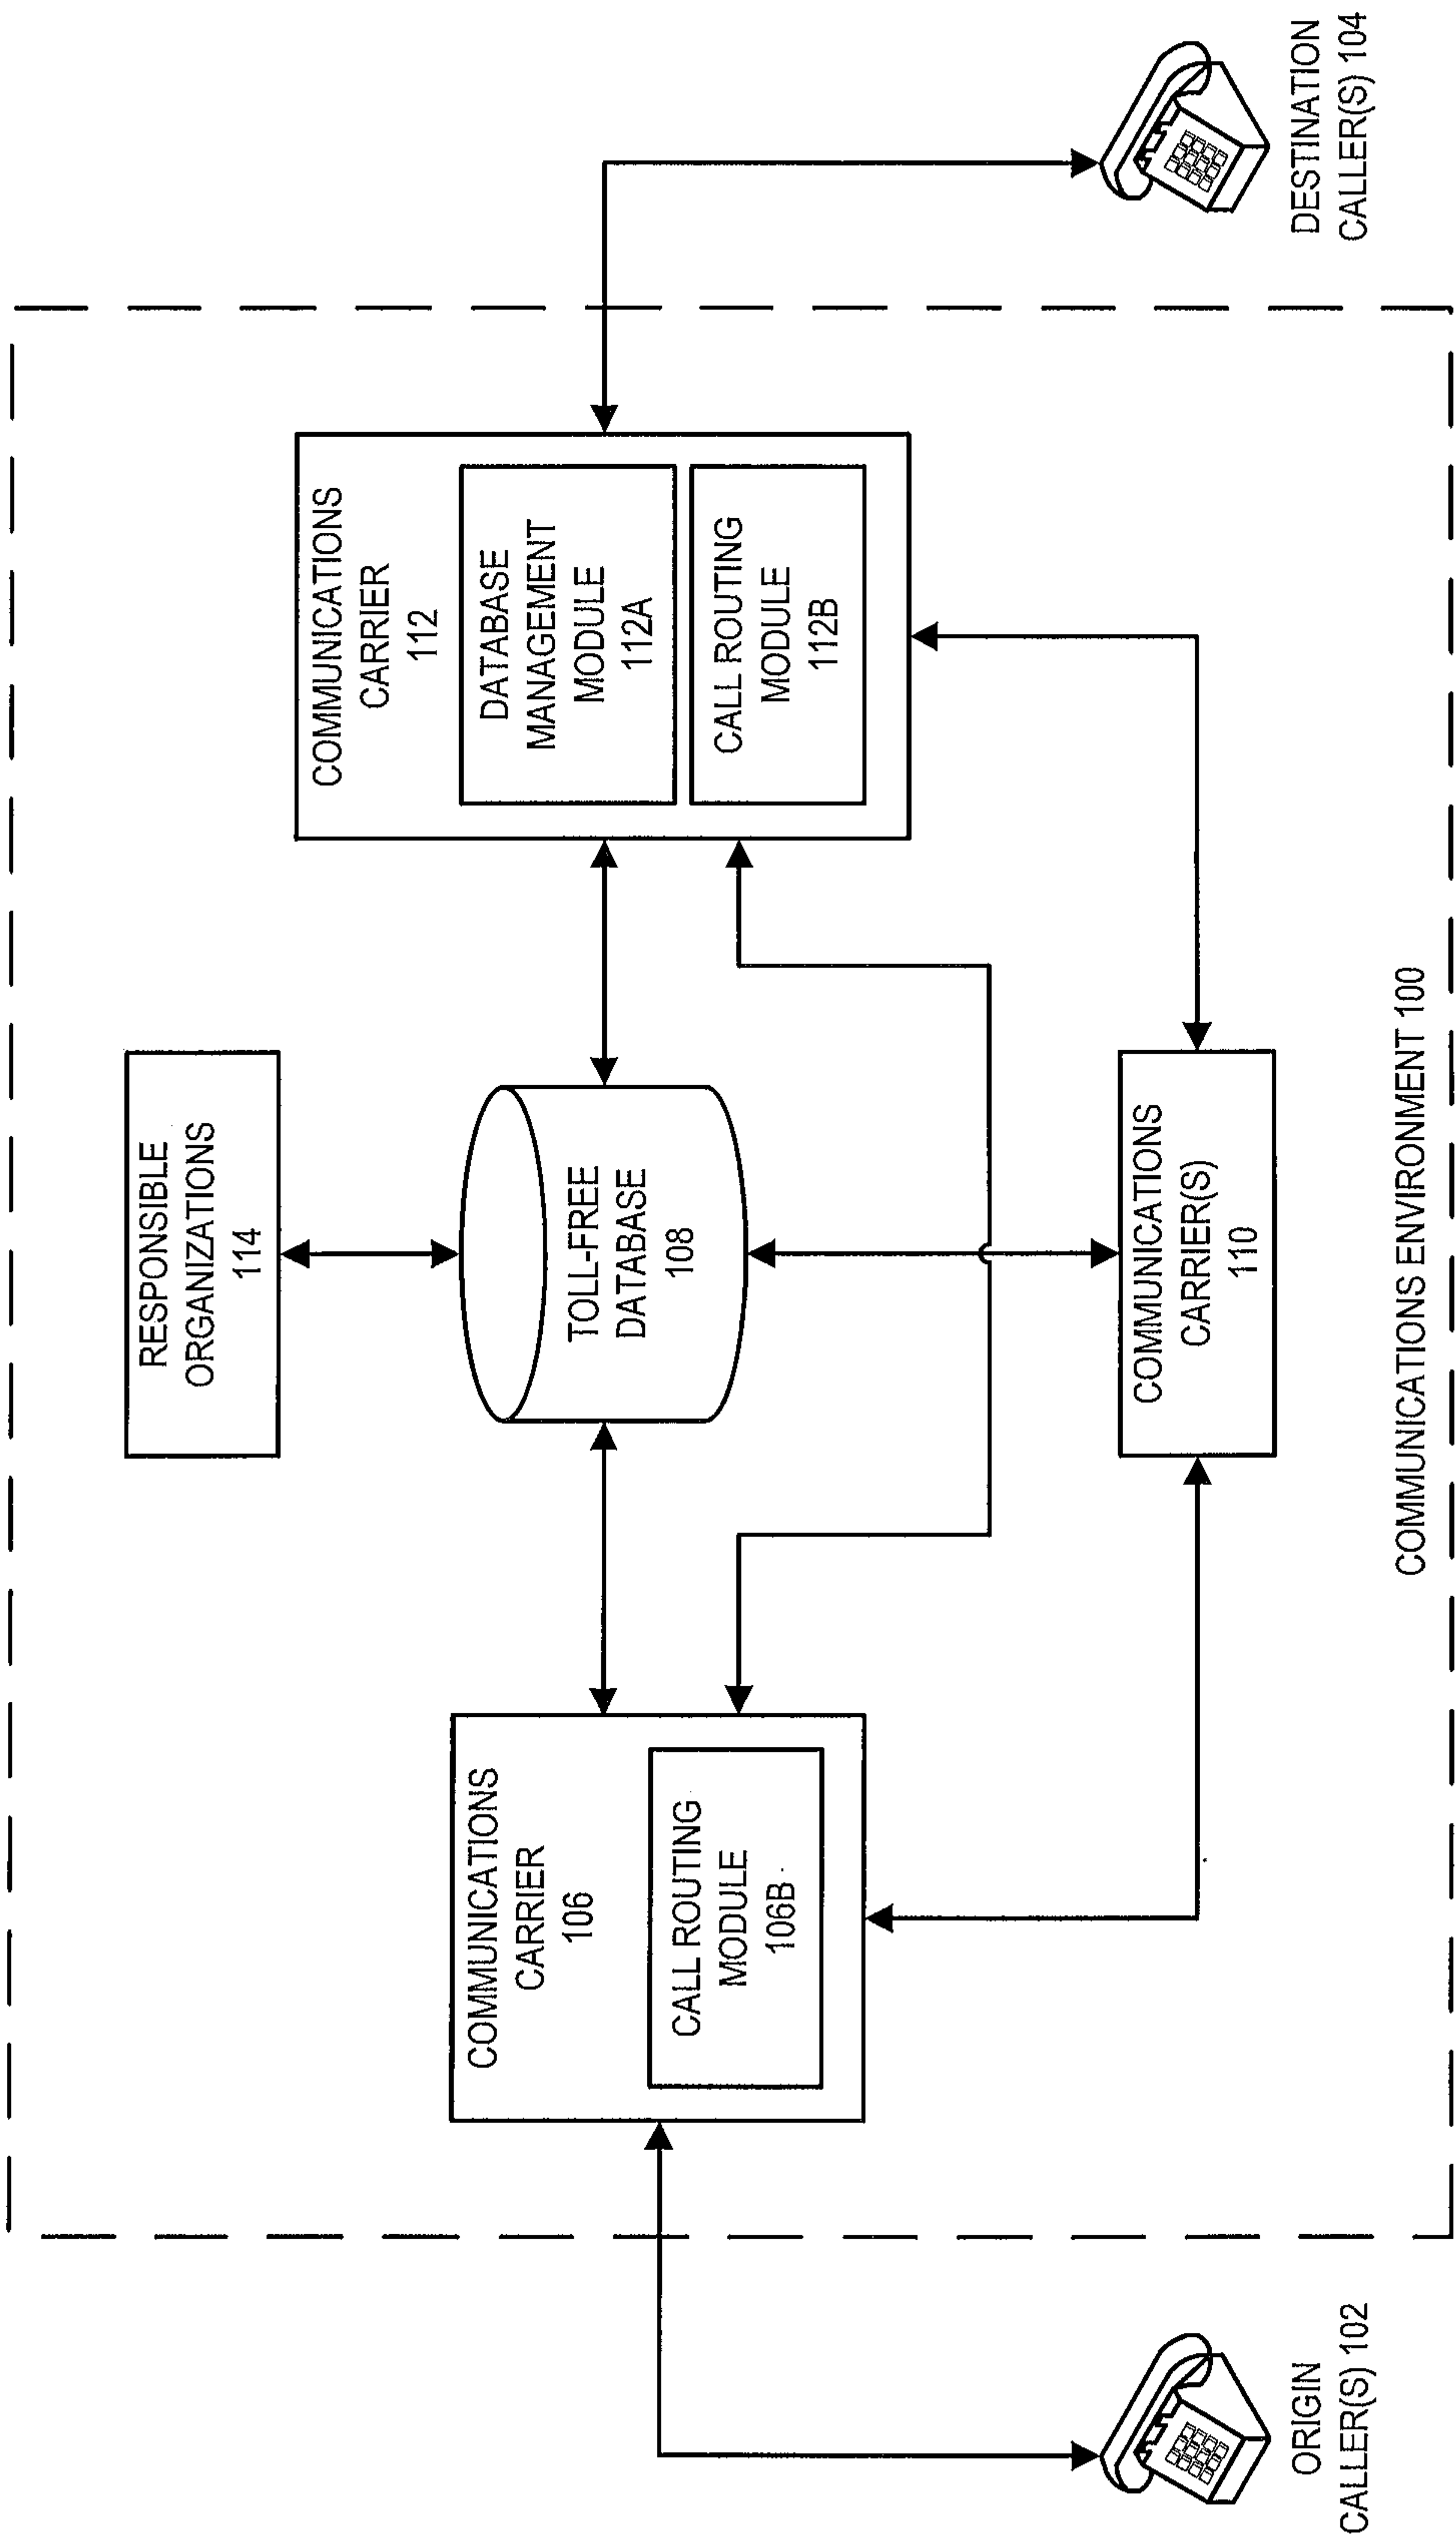 RESPONSIBLE
ORGANIZATIONS
114
COMMUNICATIONS
CARRIER
106
CALL ROUTING
MODULE
106B
TOLL-FREE
DATABASE
108
COMMUNICATIONS
CARRIER
112
DATABASE
MANAGEMENT
MODULE
112A
CALL ROUTING
MODULE
112B
COMMUNICATIONS
CARRIER(S)
110
ORIGIN
CALLER(S) 102
DESTINATION
CALLER(S) 104
COMMUNICATIONS ENVIRONMENT 100